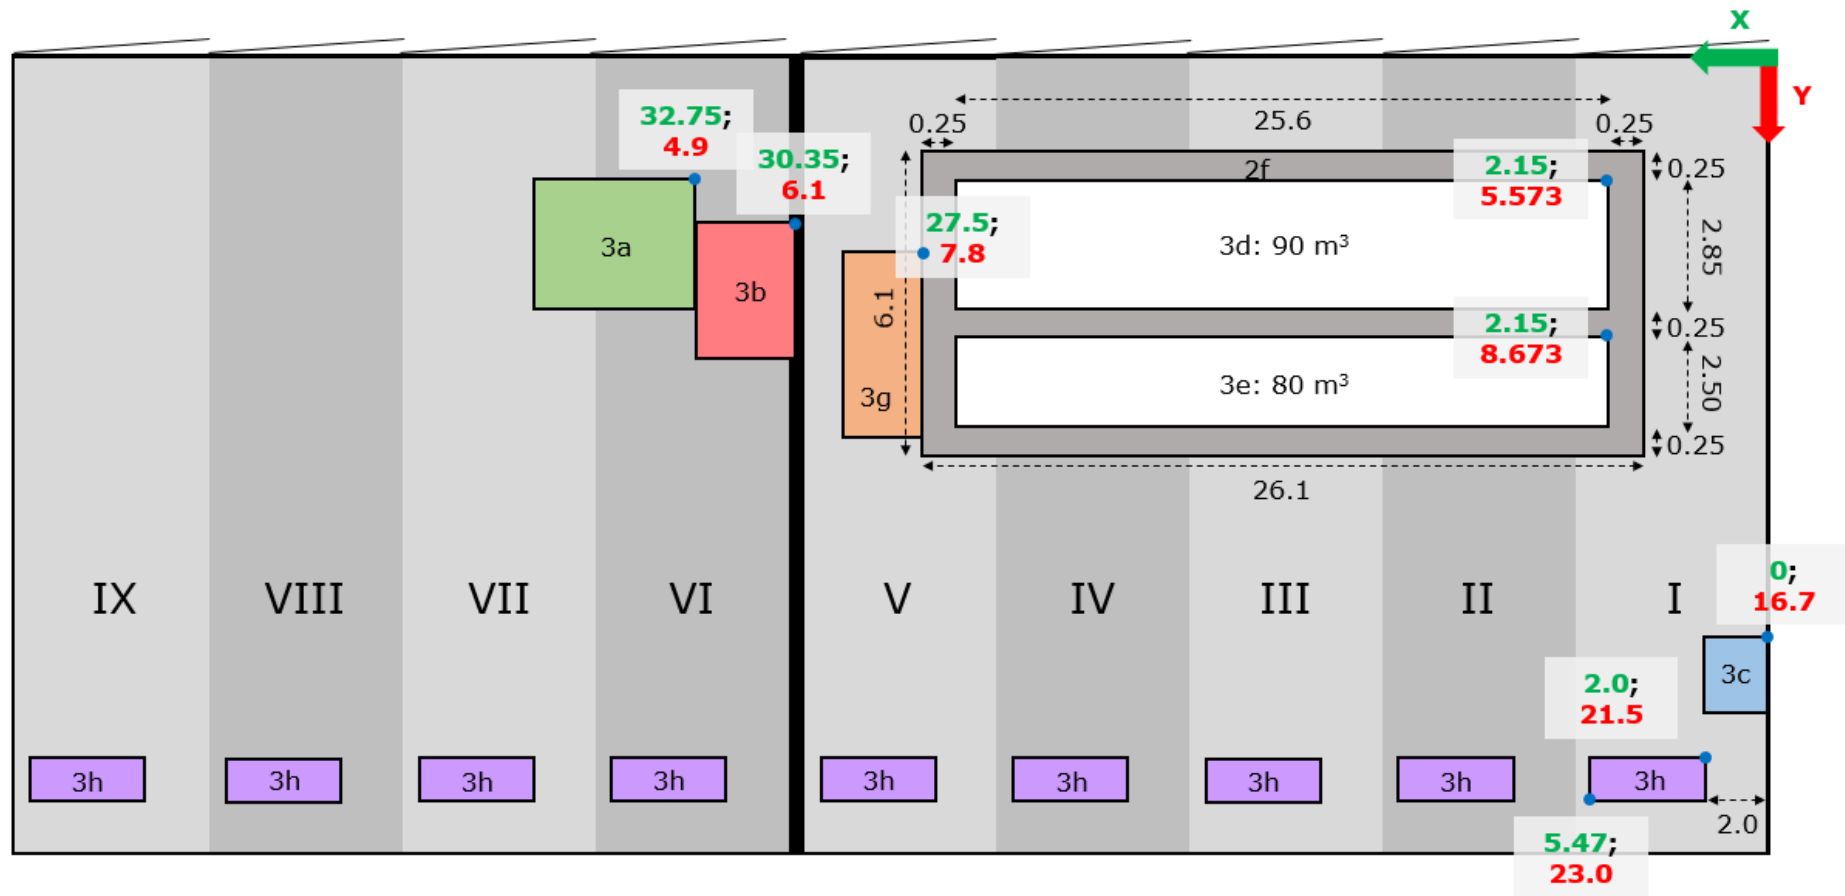 X
Y
32.75;
4.9
30.35;
6.1
0.25
25.6
0.25
2f
2.15;
5.573
0.25
27.5;
7.8
3a
3b
3d: 90 m³
2.85
6.1
2.15;
8.673
0.25
3g
3e: 80 m³
2.50
0.25
26.1
IX
VIII
VII
VI
V
IV
III
II
I
0;
16.7
3c
2.0;
21.5
3h
3h
3h
3h
3h
3h
3h
3h
3h
2.0
5.47;
23.0